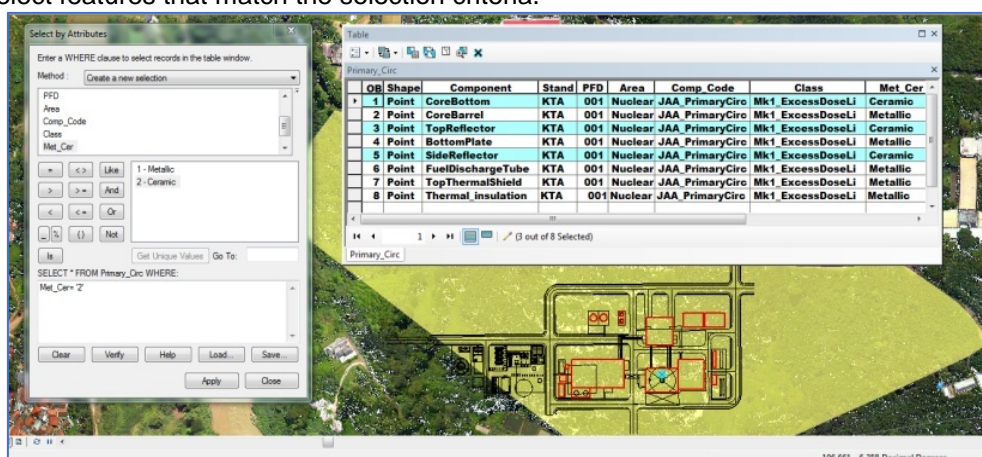 select features that match the selection criteria.
Select by Attributes
Enter a WHERE clause to select records in the table window.
Method : Create a new selection
PFD
Area
Comp_Code
Class
Met_Cer
= < > Like
> > = And
< < = Or
_ % () Not
Is
1 - Metallic
2 - Ceramic
Get Unique Values Go To:
SELECT * FROM Primary_Circ WHERE:
Met_Cer= '2'
Clear Verify Help Load... Save...
Apply Close
Table
Primary_Circ
OB Shape Component Stand PFD Area Comp_Code Class Met_Cer
1 Point CoreBottom KTA 001 Nuclear JAA_PrimaryCirc Mk1_ExcessDoseLi Ceramic
2 Point CoreBarrel KTA 001 Nuclear JAA_PrimaryCirc Mk1_ExcessDoseLi Metallic
3 Point TopReflector KTA 001 Nuclear JAA_PrimaryCirc Mk1_ExcessDoseLi Ceramic
4 Point BottomPlate KTA 001 Nuclear JAA_PrimaryCirc Mk1_ExcessDoseLi Metallic
5 Point SideReflector KTA 001 Nuclear JAA_PrimaryCirc Mk1_ExcessDoseLi Ceramic
6 Point FuelDischargeTube KTA 001 Nuclear JAA_PrimaryCirc Mk1_ExcessDoseLi Metallic
7 Point TopThermalShield KTA 001 Nuclear JAA_PrimaryCirc Mk1_ExcessDoseLi Metallic
8 Point Thermal_insulation KTA 001 Nuclear JAA_PrimaryCirc Mk1_ExcessDoseLi Metallic
1 (3 out of 8 Selected)
Primary_Circ